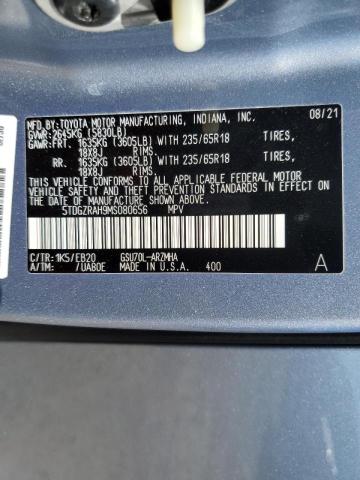 MFD. BY:TOYOTA MOTOR MANUFACTURING, INDIANA, INC. 08/21
GVWR:2645KG (5830LB)
GAWR:FRT. 1635KG (3605LB) WITH 235/65R18 TIRES,
18X8J RIMS
RR. 1635KG (3605LB) WITH 235/65R18 TIRES,
18X8J RIMS
THIS VEHICLE CONFORMS TO ALL APPLICABLE FEDERAL MOTOR
VEHICLE SAFETY AND THEFT PREVENTION STANDARDS IN EFFECT
ON THE DATE OF MANUFACTURE SHOWN ABOVE.
5TDGZRAH9MS080656 MPV
C/TR:1K5/EB20 GSU70L-ARZMHA
A/TM: /UA80E MADE IN U.S.A. 400 A